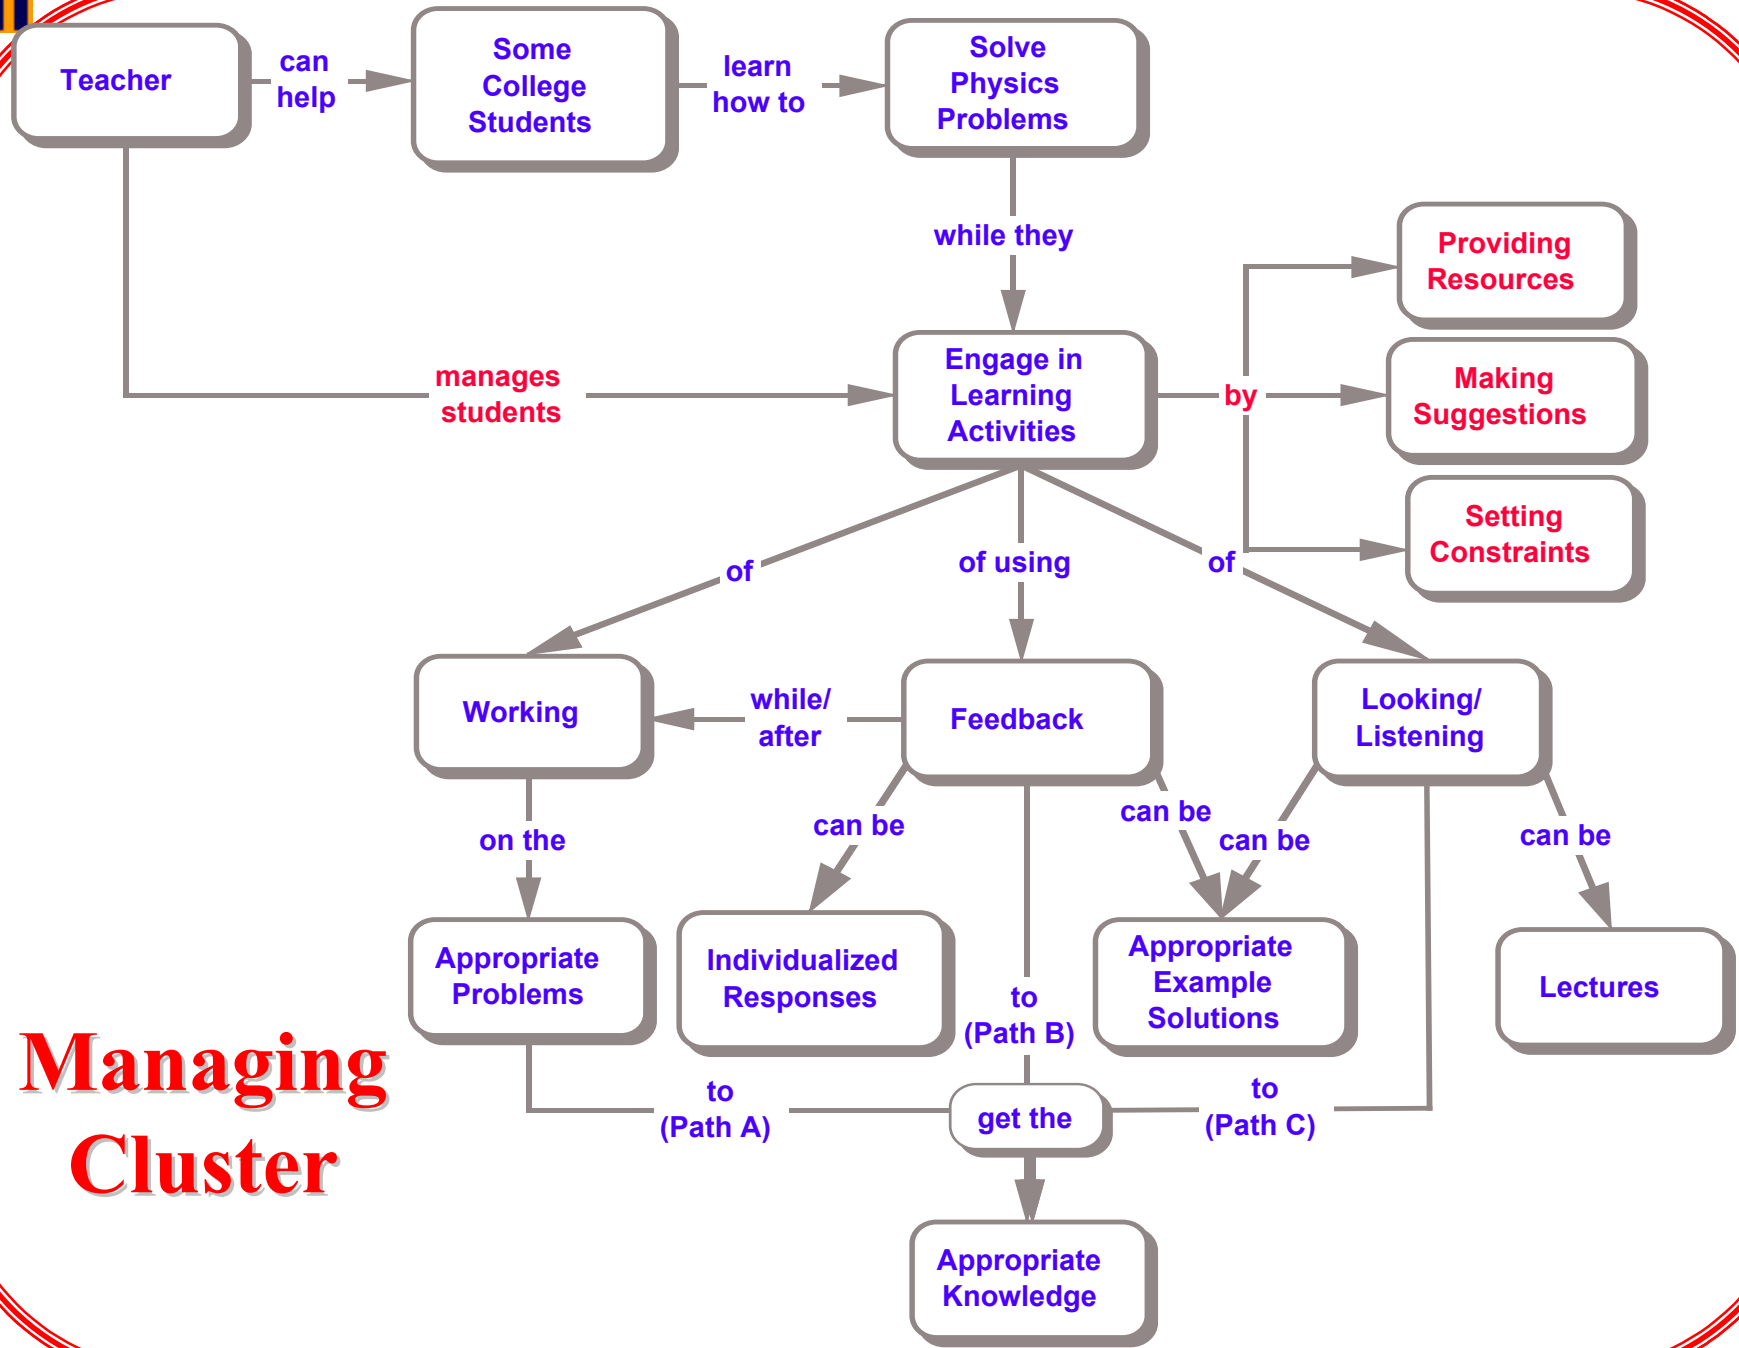 Teacher
can
help
Some
College
Students
learn
how to
Solve
Physics
Problems
while they
Providing
Resources
manages
students
Engage in
Learning
Activities
by
Making
Suggestions
Setting
Constraints
of
of using
of
Working
while/
after
Feedback
Looking/
Listening
on the
can be
can be
can be
can be
Appropriate
Problems
Individualized
Responses
to
(Path B)
Appropriate
Example
Solutions
Lectures
Managing
Cluster
to
(Path A)
get the
to
(Path C)
Appropriate
Knowledge